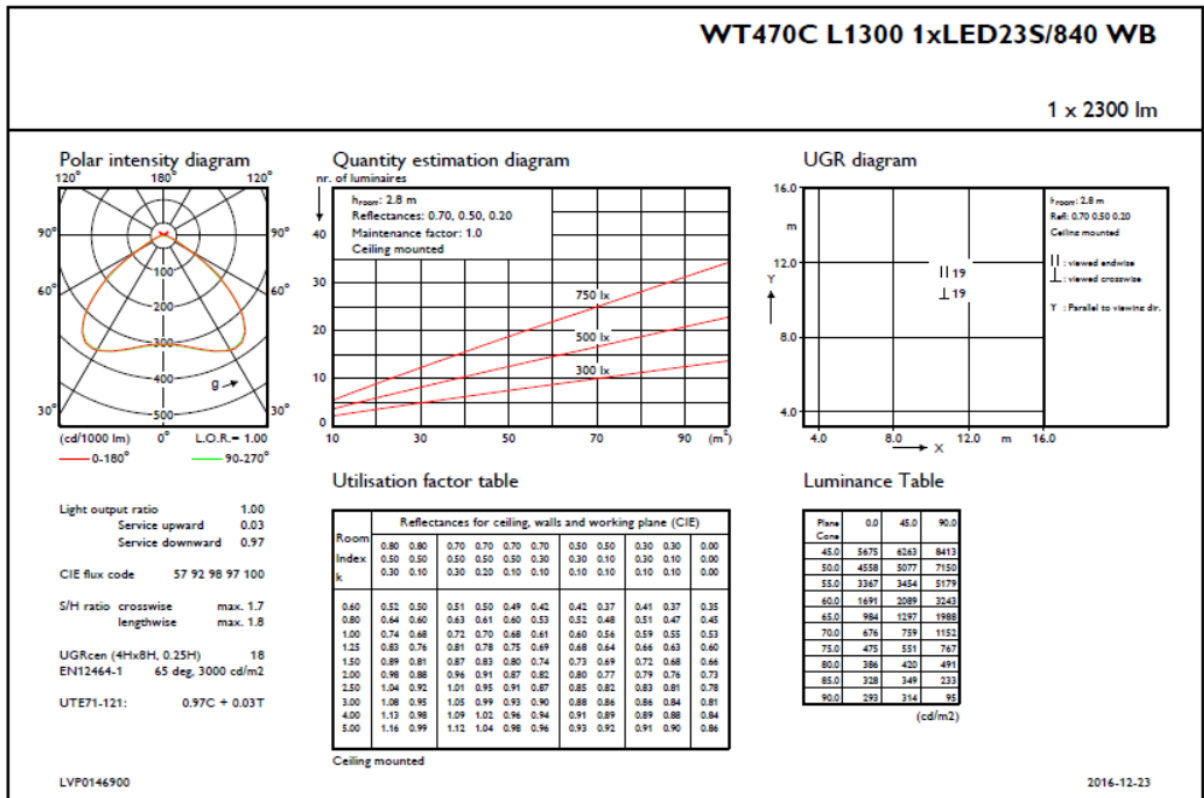 WT470C L1300 1xLED23S/840 WB
1 x 2300 lm
Polar intensity diagram
120° 180° 120°
90° 90°
60° 60°
30° 30°
100
200
300
400
500
g
(cd/1000 lm) 0° L.O.R.= 1.00
0-180° 90-270°
Quantity estimation diagram
nr. of luminaires
hroom: 2.8 m
Reflectances: 0.70, 0.50, 0.20
Maintenance factor: 1.0
Ceiling mounted
40
30
20
10
0
750 lx
500 lx
300 lx
10 30 50 70 90 (m²)
UGR diagram
16.0
m
12.0
Y
8.0
4.0
|| 19
⊥ 19
4.0 8.0 12.0 m 16.0
X
hroom: 2.8 m
Refl: 0.70 0.50 0.20
Ceiling mounted
|| : viewed endwise
⊥ : viewed crosswise
Y : Parallel to viewing dir.
Light output ratio 1.00
Service upward 0.03
Service downward 0.97
CIE flux code 57 92 98 97 100
S/H ratio crosswise max. 1.7
lengthwise max. 1.8
UGRcen (4Hx8H, 0.25H) 18
EN12464-1 65 deg, 3000 cd/m2
UTE71-121: 0.97C + 0.03T
Utilisation factor table
Room Index k
Reflectances for ceiling, walls and working plane (CIE)
0.80 0.80 0.70 0.70 0.70 0.70 0.50 0.50 0.30 0.30 0.00
0.50 0.50 0.50 0.50 0.50 0.30 0.30 0.10 0.30 0.10 0.00
0.30 0.10 0.30 0.20 0.10 0.10 0.10 0.10 0.10 0.10 0.00
0.60 0.52 0.50 0.51 0.50 0.49 0.42 0.42 0.37 0.41 0.37 0.35
0.80 0.64 0.60 0.63 0.61 0.60 0.53 0.52 0.48 0.51 0.47 0.45
1.00 0.74 0.68 0.72 0.70 0.68 0.61 0.60 0.56 0.59 0.55 0.53
1.25 0.83 0.76 0.81 0.78 0.75 0.69 0.68 0.64 0.66 0.63 0.60
1.50 0.89 0.81 0.87 0.83 0.80 0.74 0.73 0.69 0.72 0.68 0.66
2.00 0.98 0.88 0.96 0.91 0.87 0.82 0.80 0.77 0.79 0.76 0.73
2.50 1.04 0.92 1.01 0.95 0.91 0.87 0.85 0.82 0.83 0.81 0.78
3.00 1.08 0.95 1.05 0.99 0.93 0.90 0.88 0.86 0.86 0.84 0.81
4.00 1.13 0.98 1.09 1.02 0.96 0.94 0.91 0.89 0.89 0.88 0.84
5.00 1.16 0.99 1.12 1.04 0.98 0.96 0.93 0.92 0.91 0.90 0.86
Ceiling mounted
Luminance Table
Plane Cone 0.0 45.0 90.0
45.0 5675 6263 8413
50.0 4558 5077 7150
55.0 3367 3454 5179
60.0 1691 2089 3243
65.0 984 1297 1988
70.0 676 759 1152
75.0 475 551 767
80.0 386 420 491
85.0 328 349 233
90.0 293 314 95
(cd/m2)
LVP0146900
2016-12-23